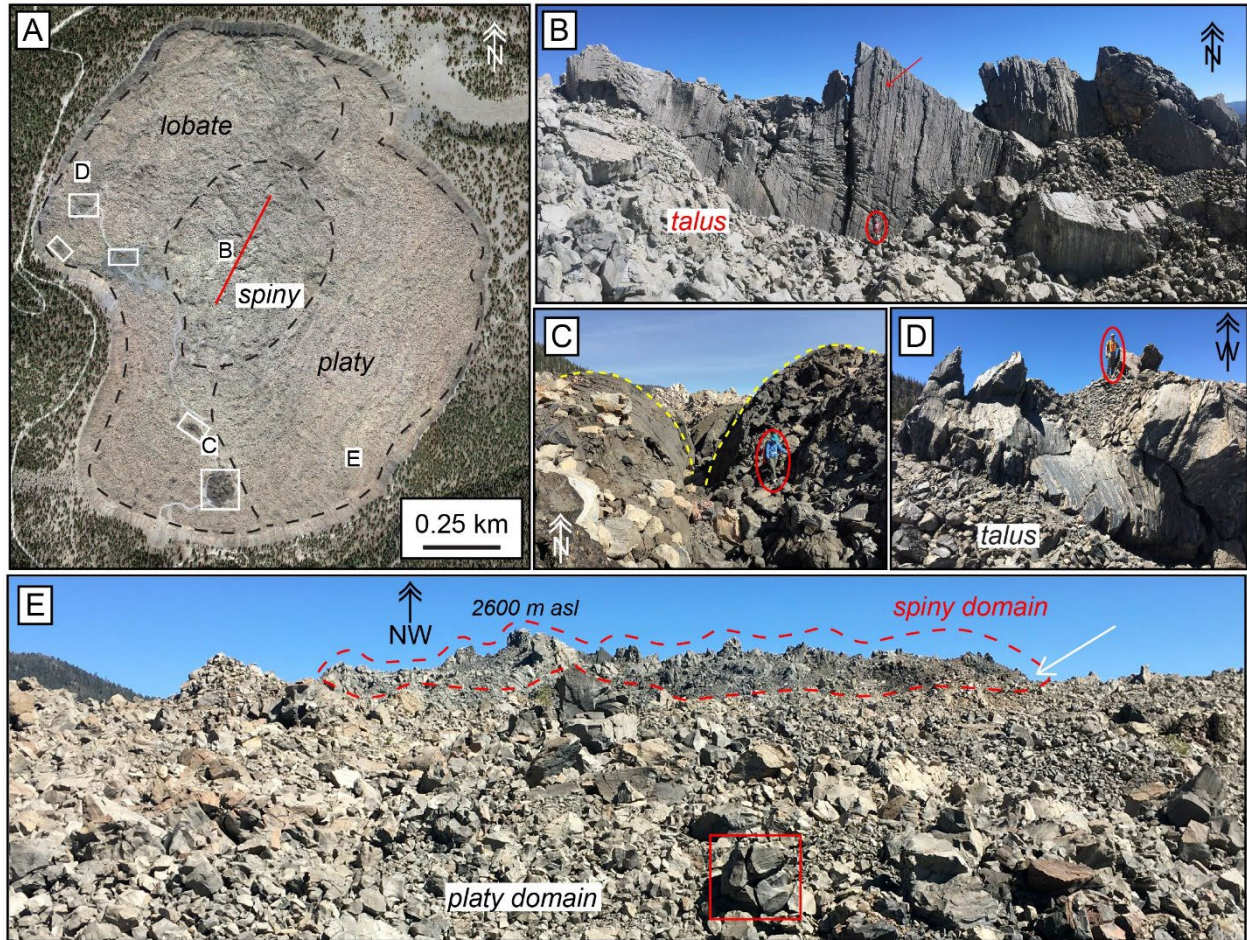 A
N
lobate
D
B
spiny
platy
C
E
0.25 km
B
N
talus
C
N
D
W
talus
E
NW
2600 m asl
spiny domain
platy domain